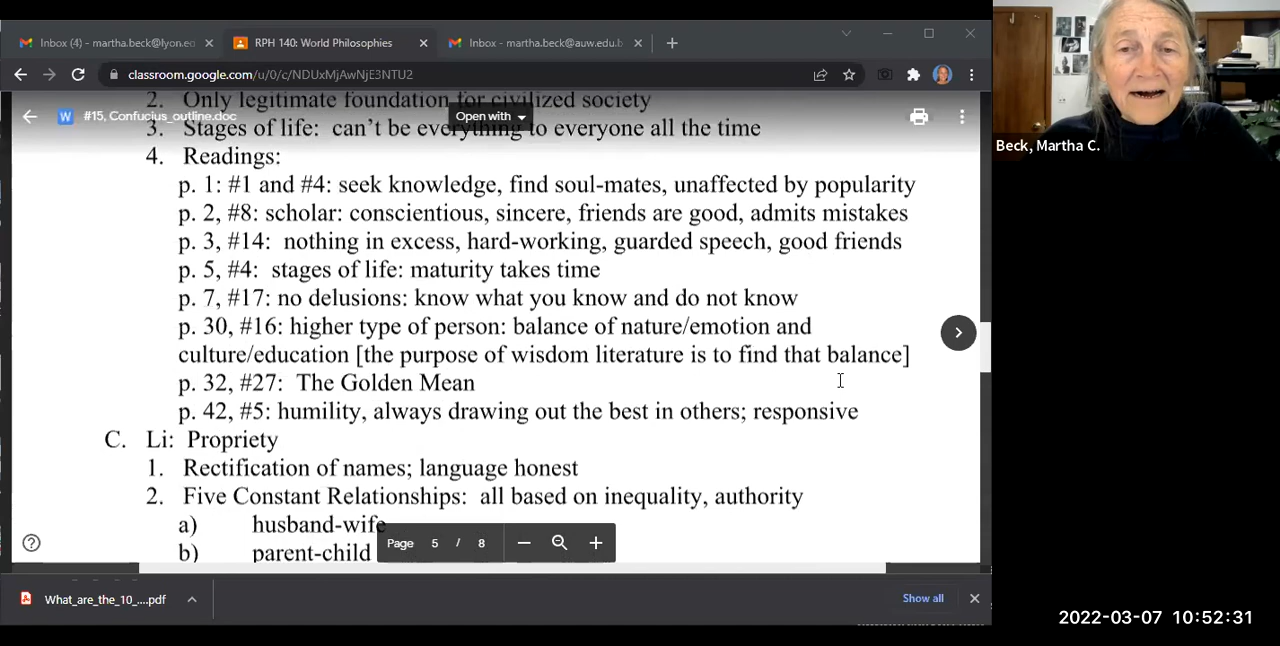 Inbox (4) - martha.beck@lyon.ec
RPH 140: World Philosophies
Inbox - martha.beck@auw.edu.b
classroom.google.com/u/0/c/NDUxMjAwNjE3NTU2
2. Only legitimate foundation for civilized society
#15, Confucius_outline.doc
Open with
3. Stages of life: can't be everything to everyone all the time
4. Readings:
p. 1: #1 and #4: seek knowledge, find soul-mates, unaffected by popularity
p. 2, #8: scholar: conscientious, sincere, friends are good, admits mistakes
p. 3, #14: nothing in excess, hard-working, guarded speech, good friends
p. 5, #4: stages of life: maturity takes time
p. 7, #17: no delusions: know what you know and do not know
p. 30, #16: higher type of person: balance of nature/emotion and
culture/education [the purpose of wisdom literature is to find that balance]
p. 32, #27: The Golden Mean
p. 42, #5: humility, always drawing out the best in others; responsive
C. Li: Propriety
1. Rectification of names; language honest
2. Five Constant Relationships: all based on inequality, authority
a) husband-wife
b) parent-child
Page 5 / 8
What_are_the_10_....pdf
Show all
Beck, Martha C.
2022-03-07 10:52:31